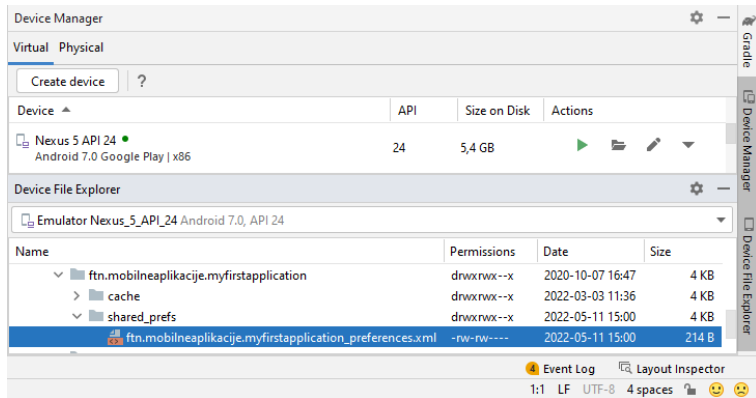 Device Manager
Virtual Physical
Create device ?
Device API Size on Disk Actions
Nexus 5 API 24 24 5,4 GB
Android 7.0 Google Play | x86
Device File Explorer
Emulator Nexus_5_API_24 Android 7.0, API 24
Name Permissions Date Size
ftn.mobilneaplikacije.myfirstapplication drwxrwx--x 2020-10-07 16:47 4 KB
cache drwxrwx--x 2022-03-03 11:36 4 KB
shared_prefs drwxrwx--x 2022-05-11 15:00 4 KB
ftn.mobilneaplikacije.myfirstapplication_preferences.xml -rw-rw---- 2022-05-11 15:00 214 B
4 Event Log Layout Inspector
1:1 LF UTF-8 4 spaces
Gradle
Device Manager
Device File Explorer